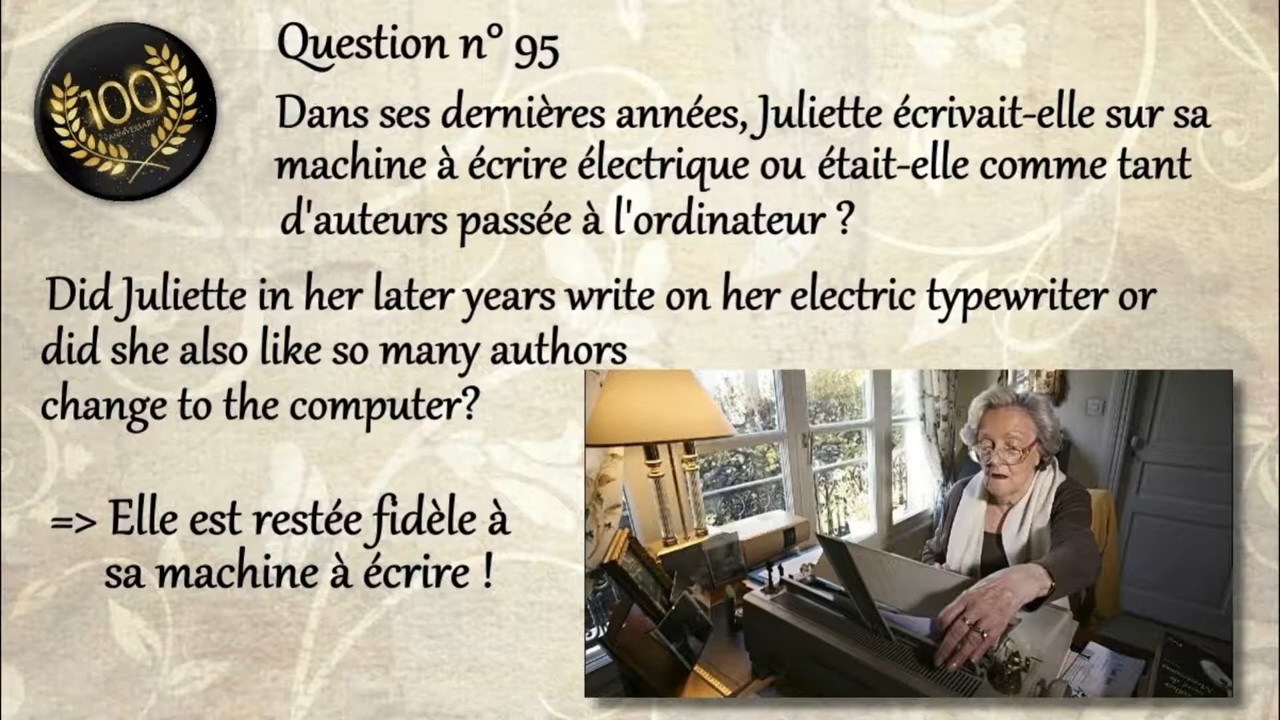 100
ANNIVERSARY
Question n° 95
Dans ses dernières années, Juliette écrivait-elle sur sa
machine à écrire électrique ou était-elle comme tant
d'auteurs passée à l'ordinateur ?
Did Juliette in her later years write on her electric typewriter or
did she also like so many authors
change to the computer?
=> Elle est restée fidèle à
sa machine à écrire !